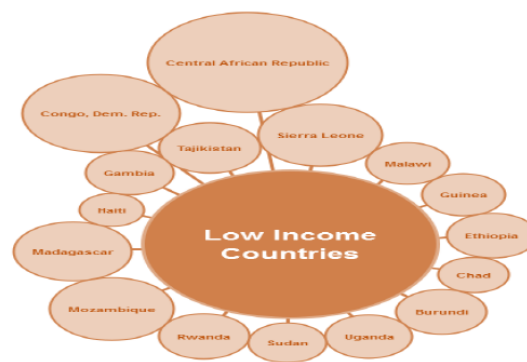 Central African Republic
Congo, Dem. Rep.
Sierra Leone
Tajikistan
Malawi
Gambia
Guinea
Haiti
Low Income
Countries
Ethiopia
Madagascar
Chad
Mozambique
Burundi
Rwanda
Uganda
Sudan